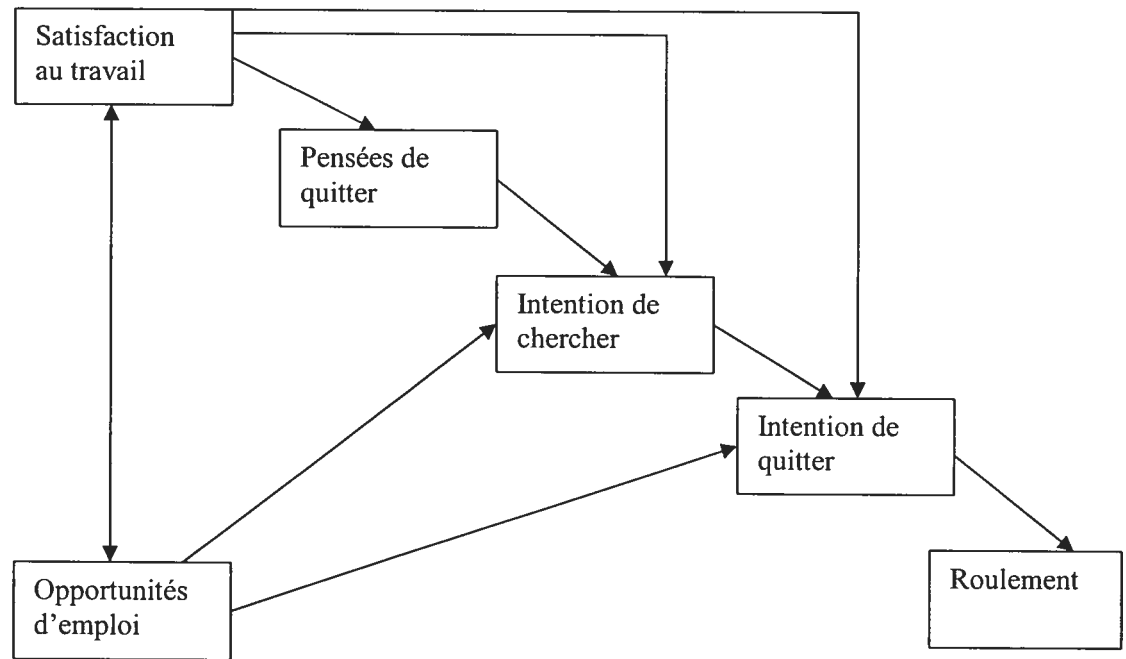 Satisfaction
au travail
Pensées de
quitter
Intention de
chercher
Intention de
quitter
Opportunités
d'emploi
Roulement